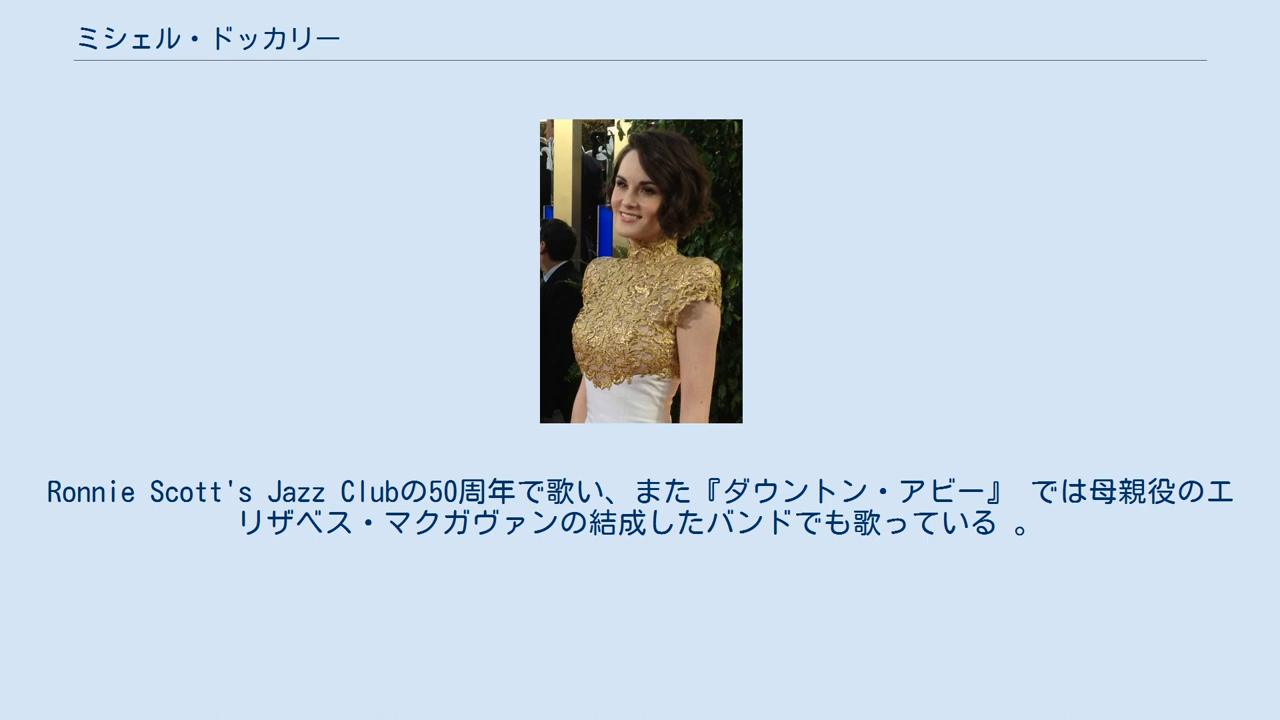 ミシェル・ドッカリー
Ronnie Scott's Jazz Clubの50周年で歌い、また『ダウントン・アビー』 では母親役のエ
リザベス・マクガヴァンの結成したバンドでも歌っている 。